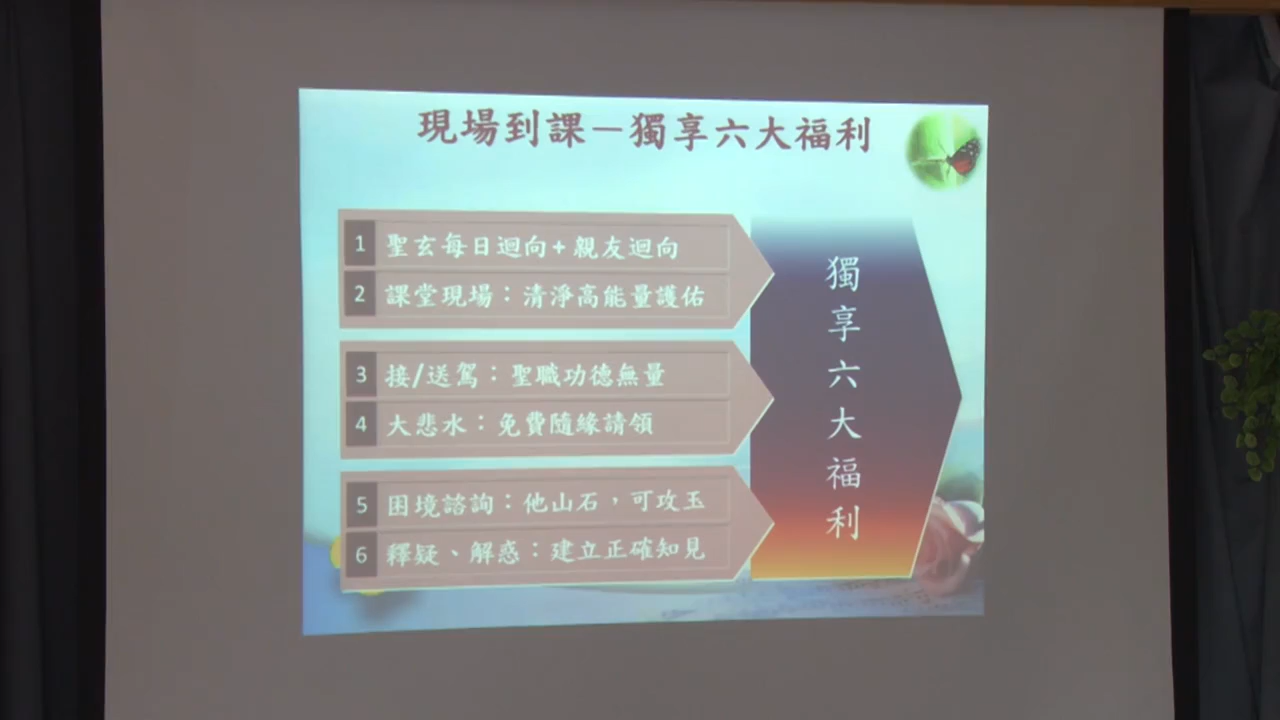 現場到課－獨享六大福利
1 聖玄每日迴向+親友迴向
2 課堂現場：清淨高能量護佑
3 接/送駕：聖職功德無量
4 大悲水：免費隨緣請領
5 困境諮詢：他山石，可攻玉
6 釋疑、解惑：建立正確知見
獨享六大福利